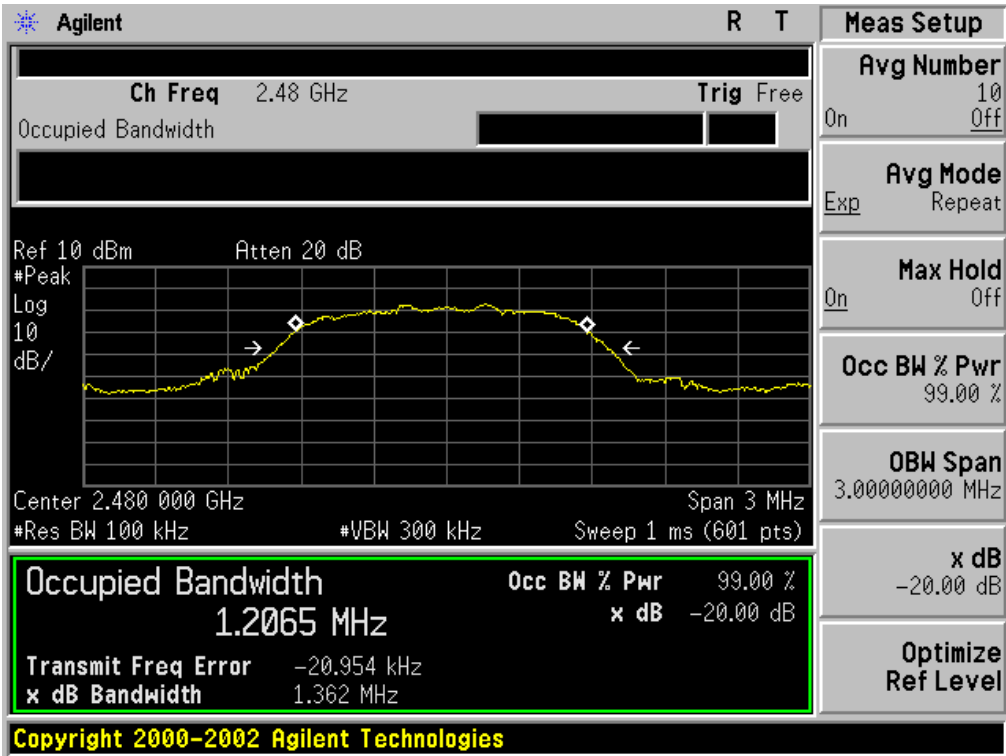 Agilent R T
Ch Freq 2.48 GHz Trig Free
Occupied Bandwidth
Ref 10 dBm Atten 20 dB
#Peak
Log
10
dB/
Center 2.480 000 GHz Span 3 MHz
#Res BW 100 kHz #VBW 300 kHz Sweep 1 ms (601 pts)
Occupied Bandwidth Occ BW % Pwr 99.00 %
1.2065 MHz x dB -20.00 dB
Transmit Freq Error -20.954 kHz
x dB Bandwidth 1.362 MHz
Copyright 2000-2002 Agilent Technologies
Meas Setup
Avg Number
10
On Off
Avg Mode
Exp Repeat
Max Hold
On Off
Occ BW % Pwr
99.00 %
OBW Span
3.00000000 MHz
x dB
-20.00 dB
Optimize
Ref Level